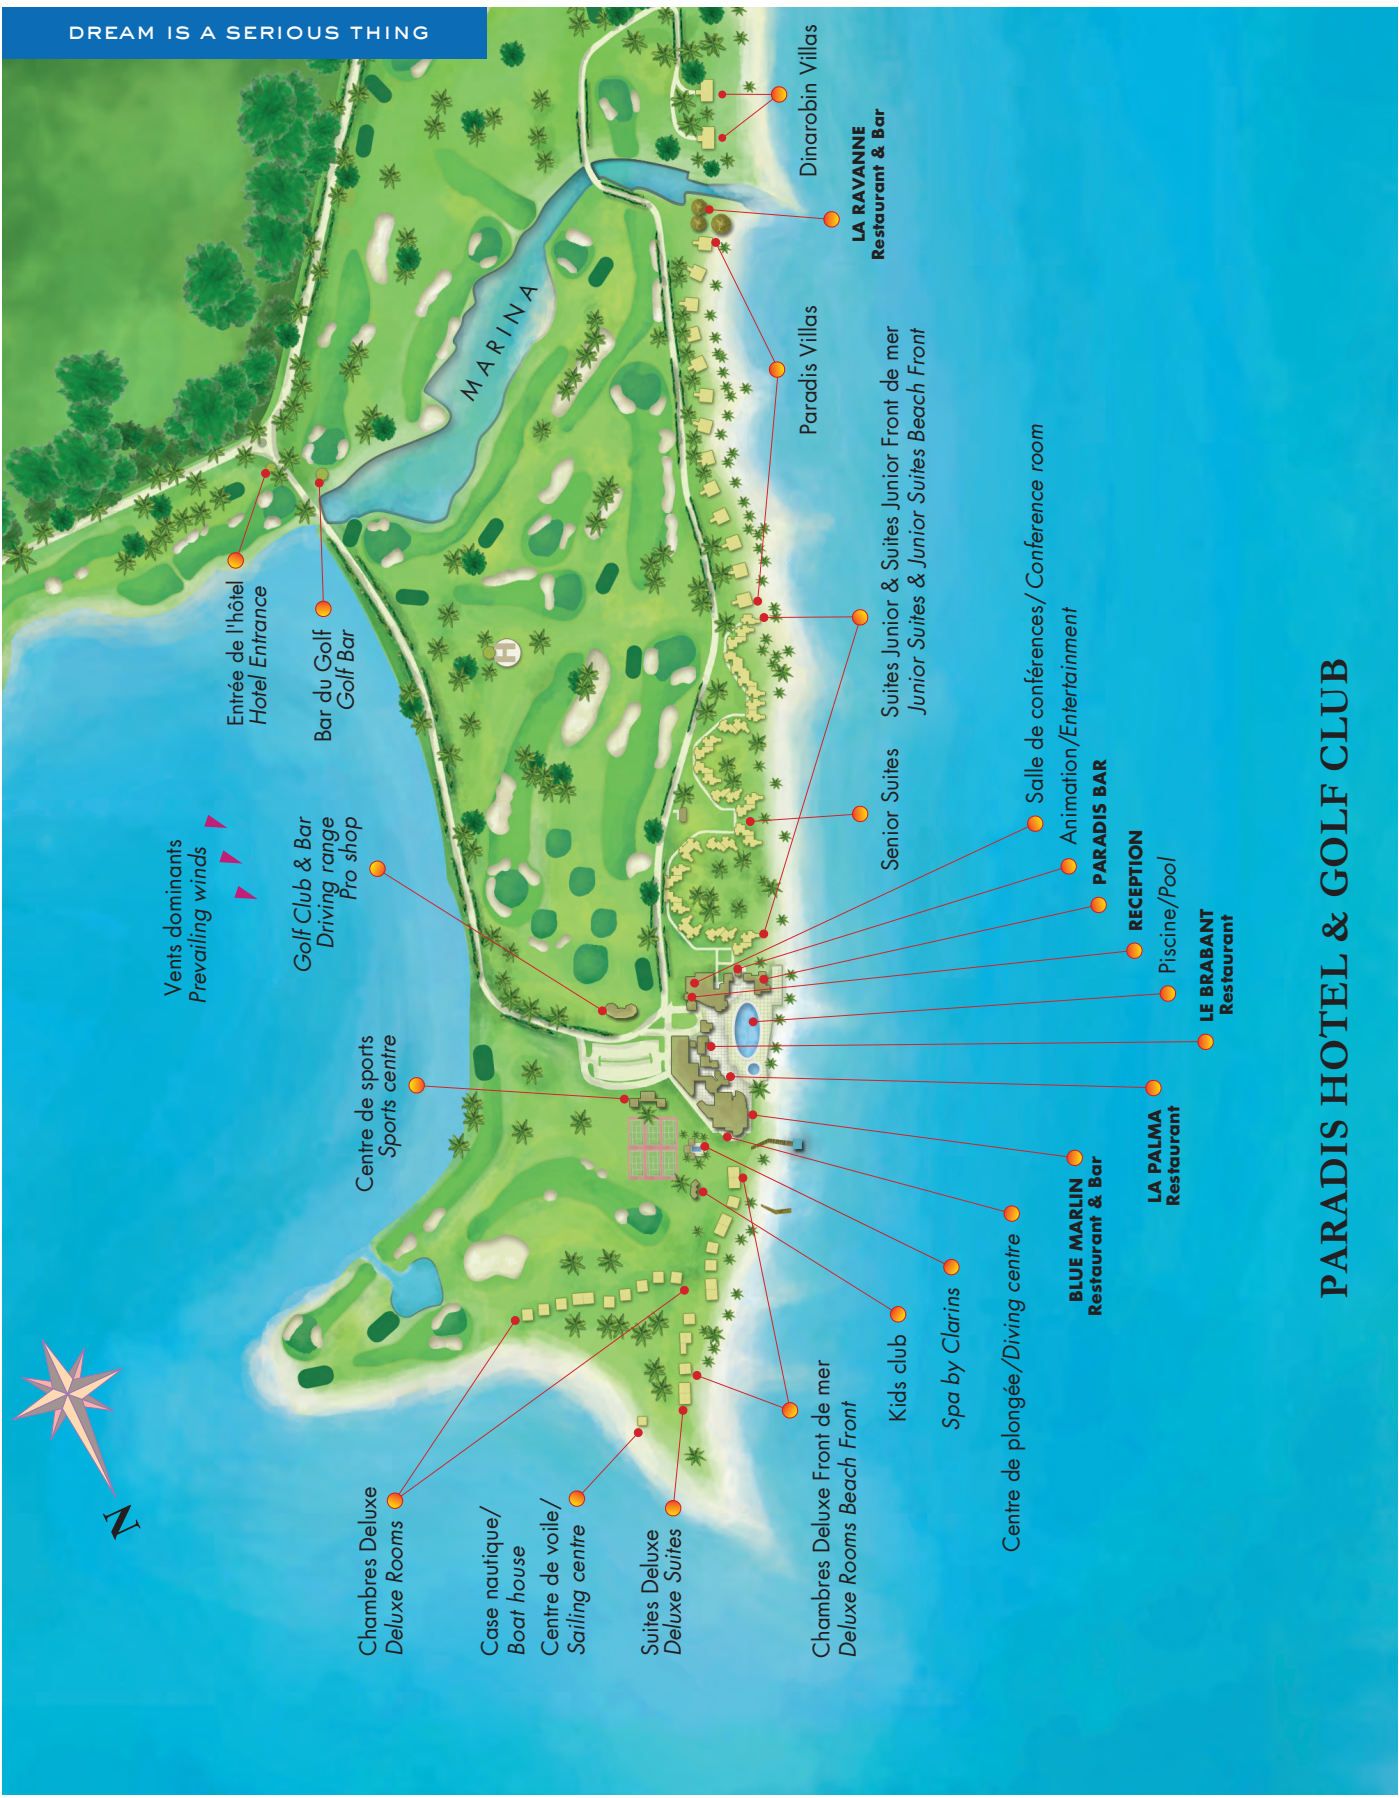 DREAM IS A SERIOUS THING
PARADIS HOTEL & GOLF CLUB
N
Vents dominants
Prevailing winds
Entrée de l'hôtel
Hotel Entrance
Bar du Golf
Golf Bar
Golf Club & Bar
Driving range
Pro shop
Centre de sports
Sports centre
MARINA
H
Chambres Deluxe
Deluxe Rooms
Case nautique/
Boat house
Centre de voile/
Sailing centre
Suites Deluxe
Deluxe Suites
Chambres Deluxe Front de mer
Deluxe Rooms Beach Front
Kids club
Spa by Clarins
Centre de plongée/Diving centre
BLUE MARLIN
Restaurant & Bar
LA PALMA
Restaurant
LE BRABANT
Restaurant
Piscine/Pool
RECEPTION
PARADIS BAR
Animation/Entertainment
Salle de conférences/Conference room
Senior Suites
Suites Junior & Suites Junior Front de mer
Junior Suites & Junior Suites Beach Front
Paradis Villas
LA RAVANNE
Restaurant & Bar
Dinarobin Villas